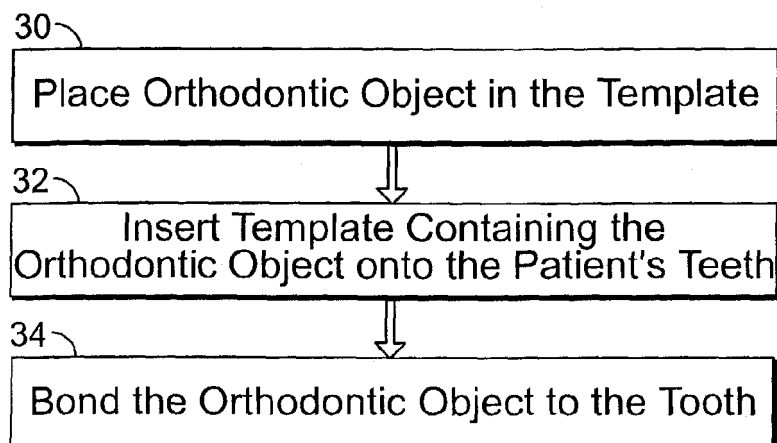 30
Place Orthodontic Object in the Template
32
Insert Template Containing the
Orthodontic Object onto the Patient's Teeth
34
Bond the Orthodontic Object to the Tooth